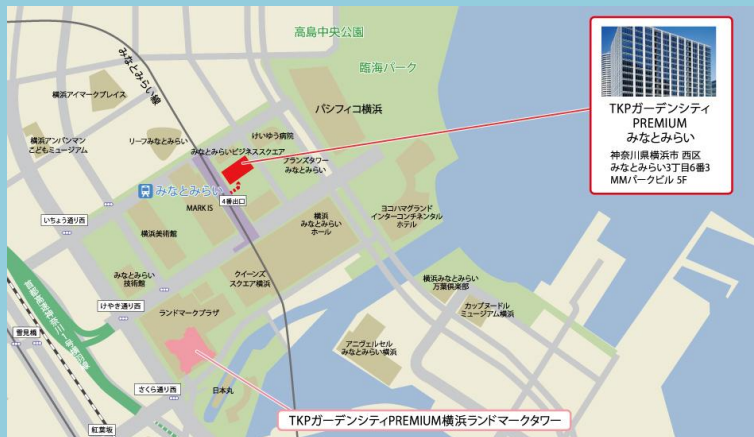 高島中央公園
臨海パーク
みなとみらい線
横浜アイマークプレイス
パシフィコ横浜
横浜アンパンマン
こどもミュージアム
リーフみなとみらい
けいゆう病院
みなとみらいビジネススクエア
ブランズタワー
みなとみらい
みなとみらい
4番出口
MARK IS
いちょう通り西
横浜美術館
横浜
みなとみらい
ホール
ヨコハマグランド
インターコンチネンタル
ホテル
みなとみらい
技術館
クイーンズ
スクエア横浜
横浜みなとみらい
万葉倶楽部
けやき通り西
ランドマークプラザ
カップヌードル
ミュージアム横浜
首都高速神奈川1号横羽線
雪見橋
アニヴェルセル
みなとみらい横浜
さくら通り西
日本丸
紅葉坂
TKPガーデンシティPREMIUM横浜ランドマークタワー
TKPガーデンシティ
PREMIUM
みなとみらい
神奈川県横浜市 西区
みなとみらい3丁目6番3
MMパークビル 5F